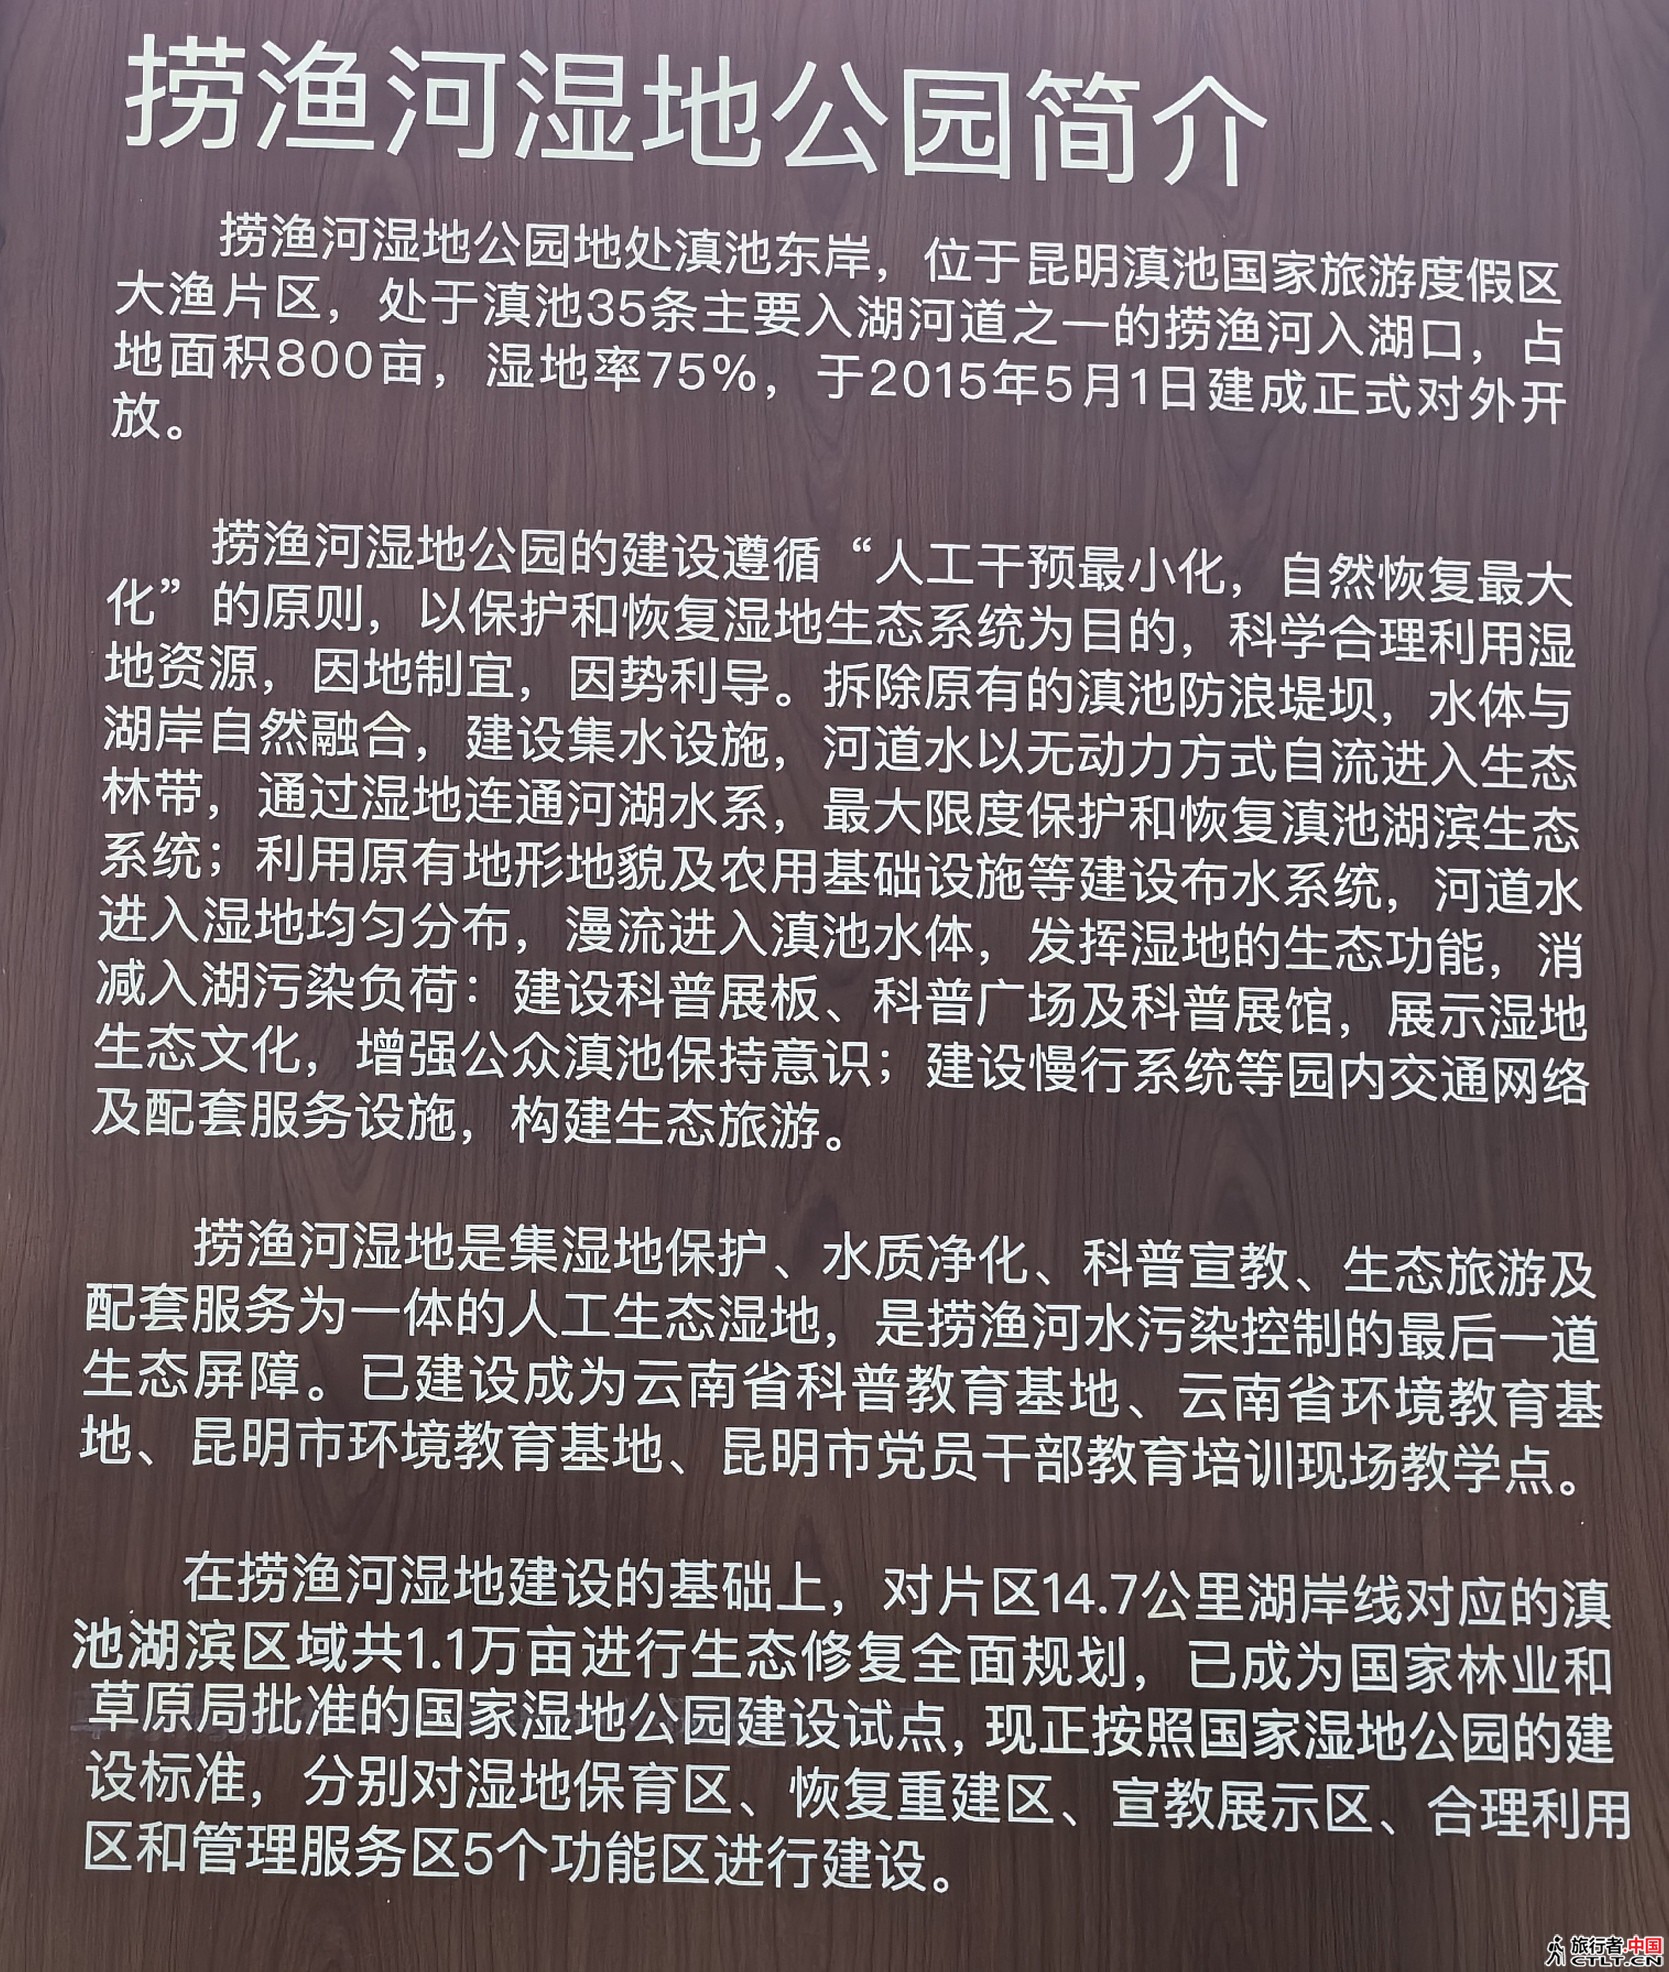 捞渔河湿地公园简介
捞渔河湿地公园地处滇池东岸，位于昆明滇池国家旅游度假区
大渔片区，处于滇池35条主要入湖河道之一的捞渔河入湖口，占
地面积800亩，湿地率75%，于2015年5月1日建成正式对外开
放。
捞渔河湿地公园的建设遵循“人工干预最小化，自然恢复最大
化”的原则，以保护和恢复湿地生态系统为目的，科学合理利用湿
地资源，因地制宜，因势利导。拆除原有的滇池防浪堤坝，水体与
湖岸自然融合，建设集水设施，河道水以无动力方式自流进入生态
林带，通过湿地连通河湖水系，最大限度保护和恢复滇池湖滨生态
系统；利用原有地形地貌及农用基础设施等建设布水系统，河道水
进入湿地均匀分布，漫流进入滇池水体，发挥湿地的生态功能，消
减入湖污染负荷：建设科普展板、科普广场及科普展馆，展示湿地
生态文化，增强公众滇池保持意识；建设慢行系统等园内交通网络
及配套服务设施，构建生态旅游。
捞渔河湿地是集湿地保护、水质净化、科普宣教、生态旅游及
配套服务为一体的人工生态湿地，是捞渔河水污染控制的最后一道
生态屏障。已建设成为云南省科普教育基地、云南省环境教育基
地、昆明市环境教育基地、昆明市党员干部教育培训现场教学点。
在捞渔河湿地建设的基础上，对片区14.7公里湖岸线对应的滇
池湖滨区域共1.1万亩进行生态修复全面规划，已成为国家林业和
草原局批准的国家湿地公园建设试点，现正按照国家湿地公园的建
设标准，分别对湿地保育区、恢复重建区、宣教展示区、合理利用
区和管理服务区5个功能区进行建设。
旅行者.中国
CTLT.CN